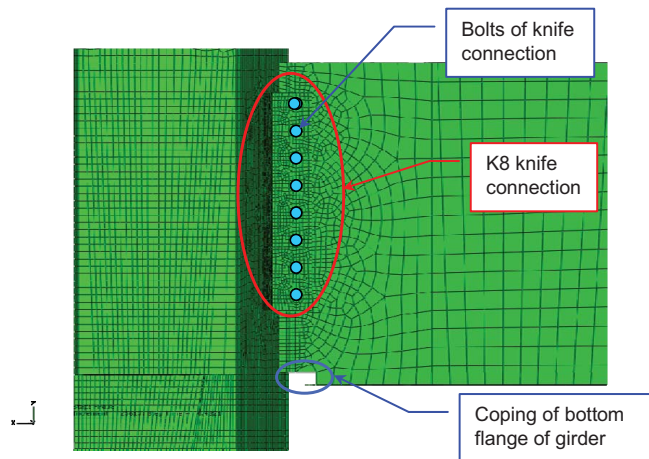 Bolts of knife
connection
K8 knife
connection
Coping of bottom
flange of girder